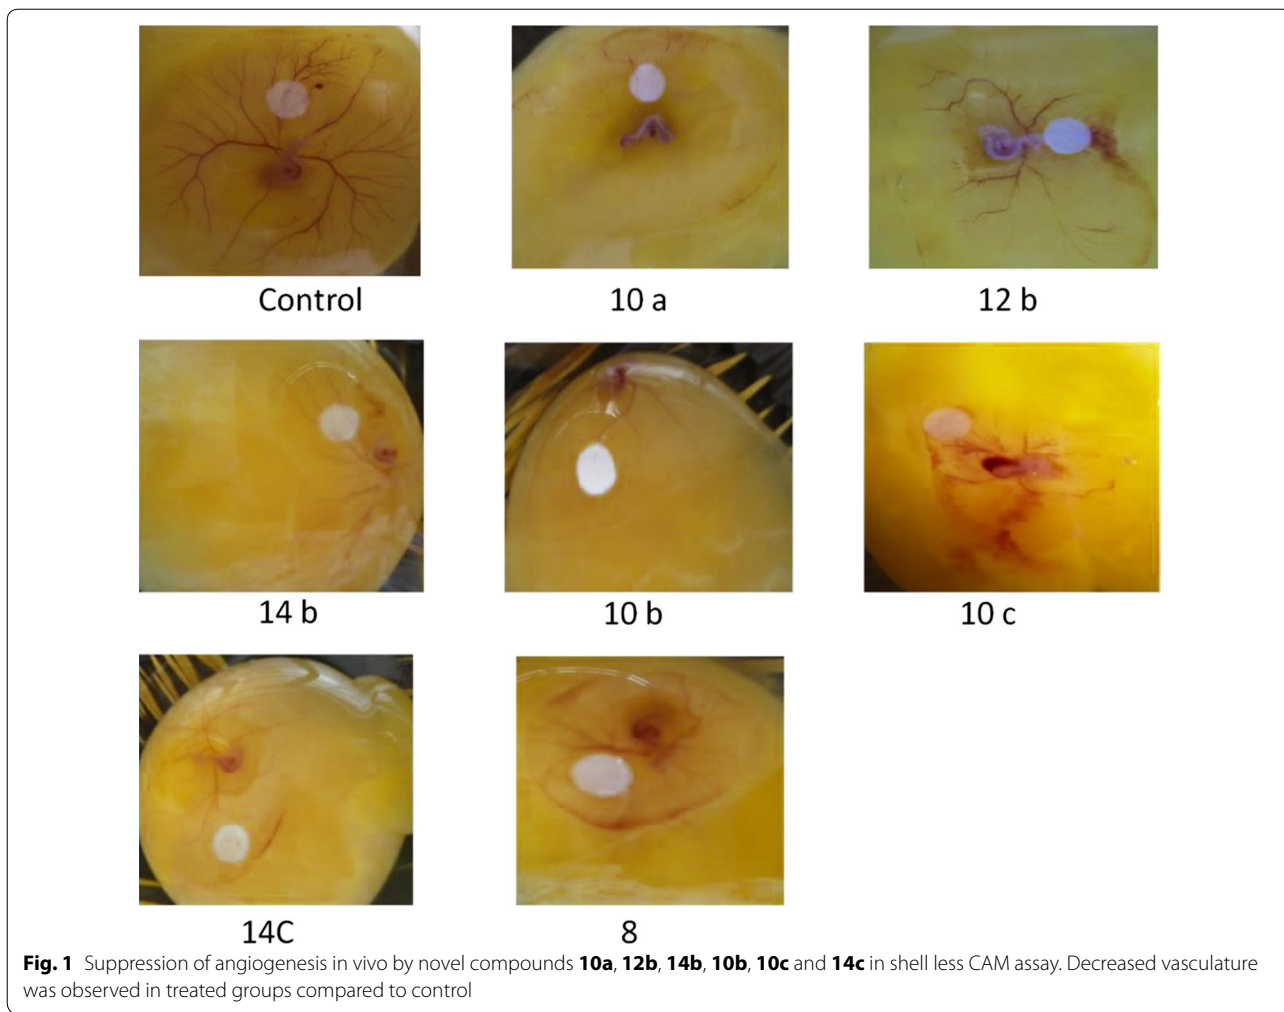 Control
10 a
12 b
14 b
10 b
10 c
14C
8
Fig. 1 Suppression of angiogenesis in vivo by novel compounds 10a, 12b, 14b, 10b, 10c and 14c in shell less CAM assay. Decreased vasculature
was observed in treated groups compared to control